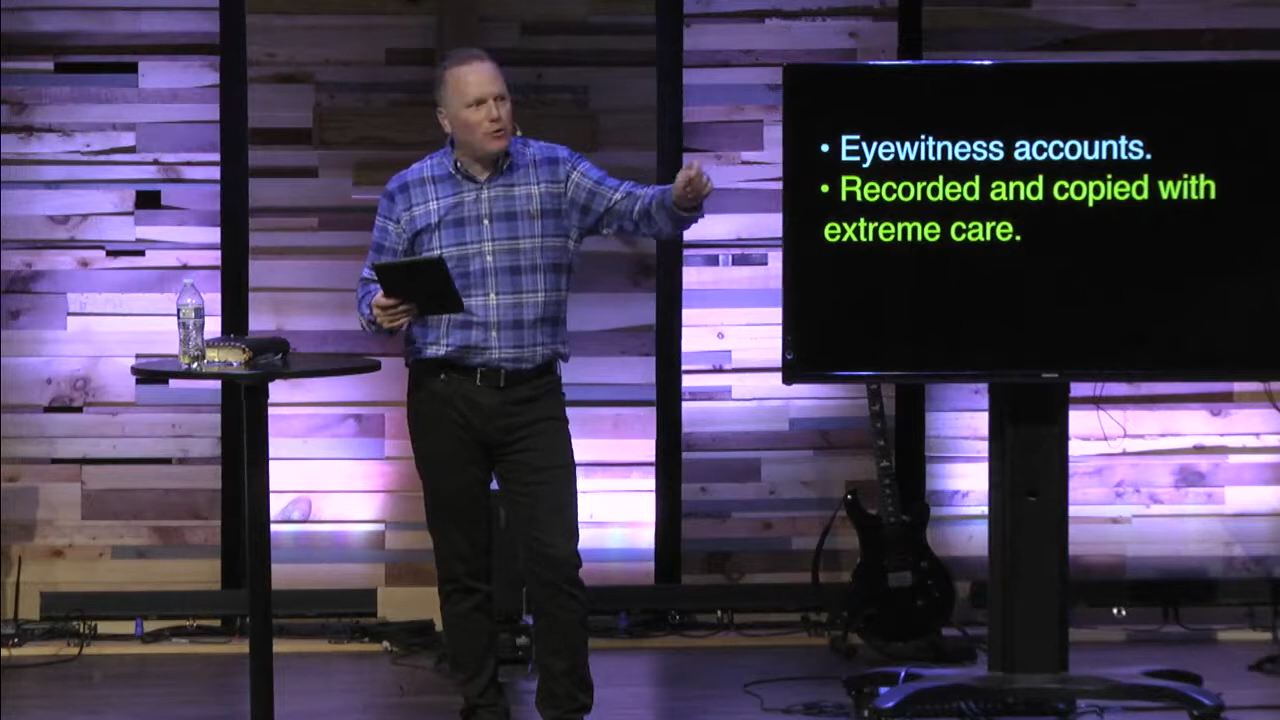 • Eyewitness accounts.
• Recorded and copied with
extreme care.